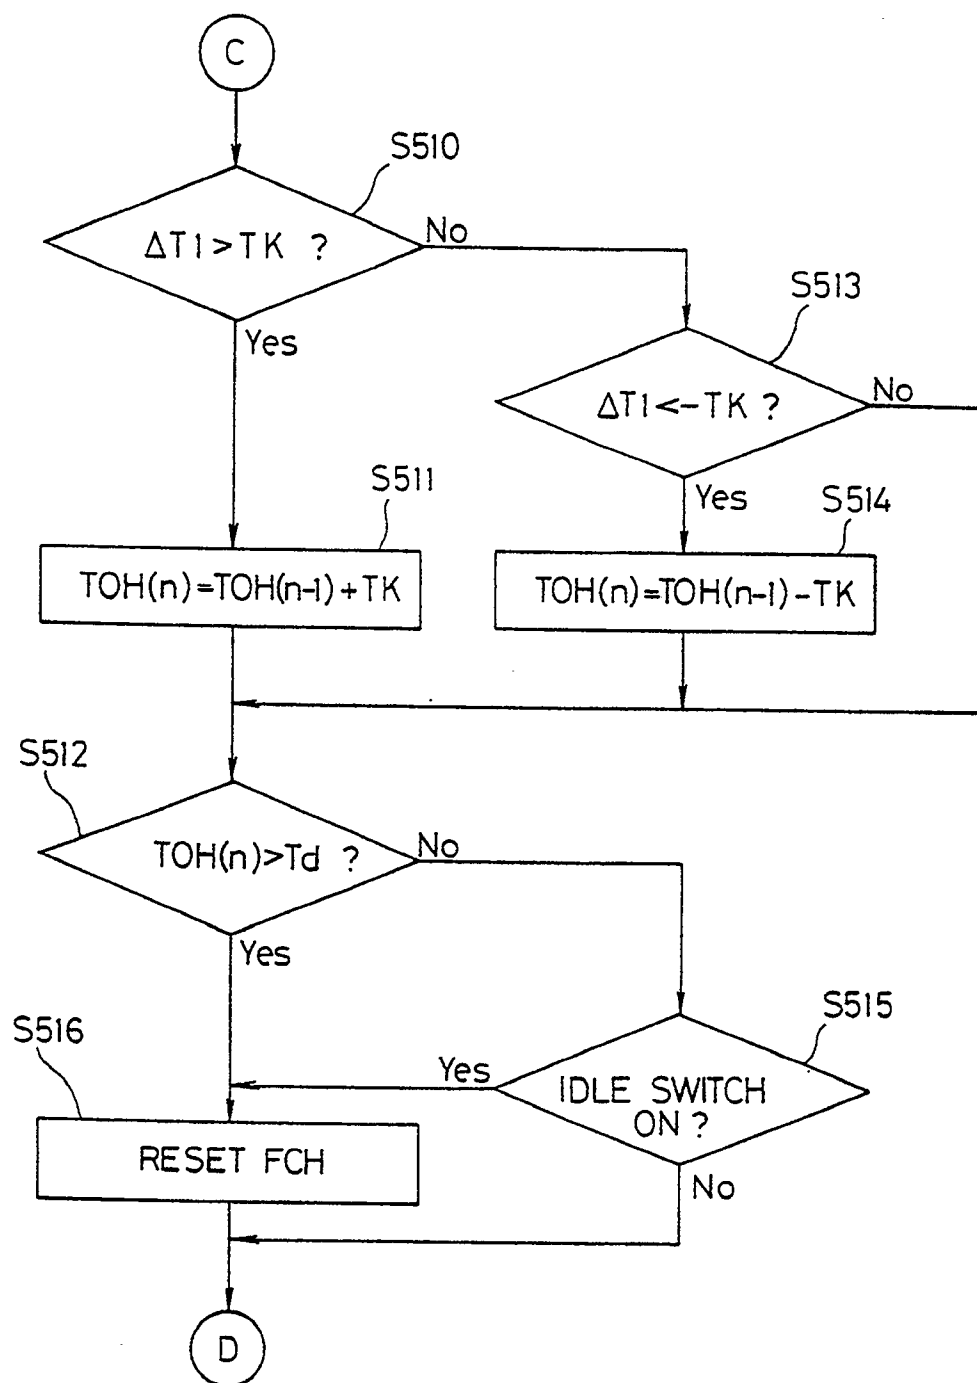 C
S510
ΔT1>TK ?
No
Yes
S513
ΔT1<-TK ?
No
Yes
S511
TOH(n)=TOH(n-1)+TK
S514
TOH(n)=TOH(n-1)-TK
S512
TOH(n)>Td ?
No
Yes
S515
IDLE SWITCH
ON ?
Yes
No
S516
RESET FCH
D